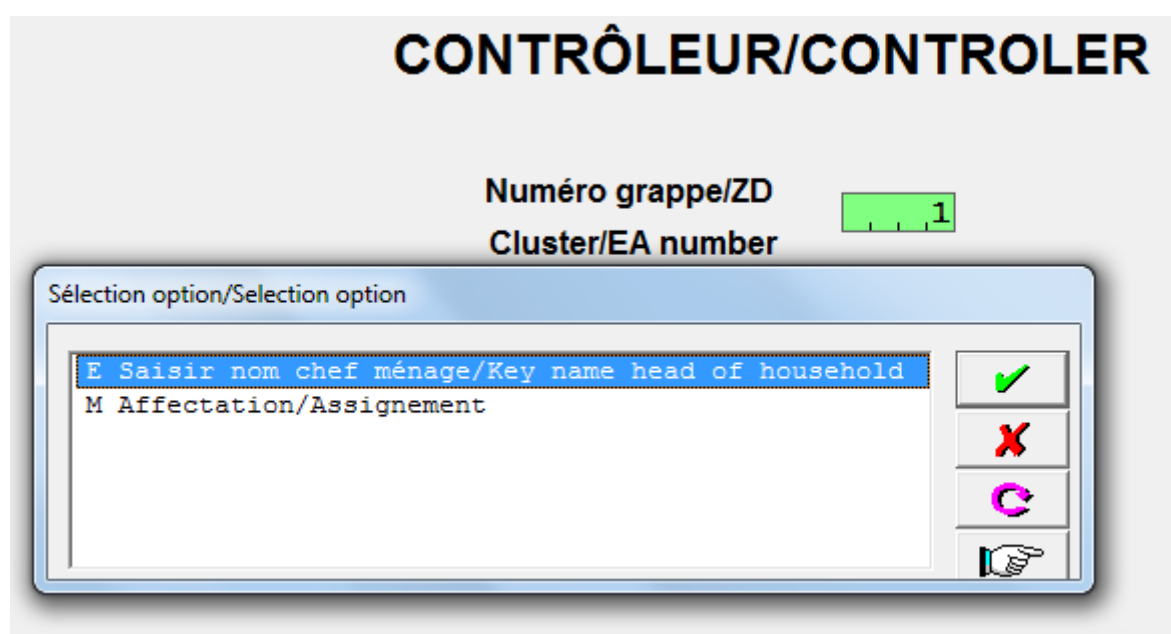 CONTRÔLEUR/CONTROLER
Numéro grappe/ZD
1
Cluster/EA number
Sélection option/Selection option
E Saisir nom chef ménage/Key name head of household
M Affectation/Assignement